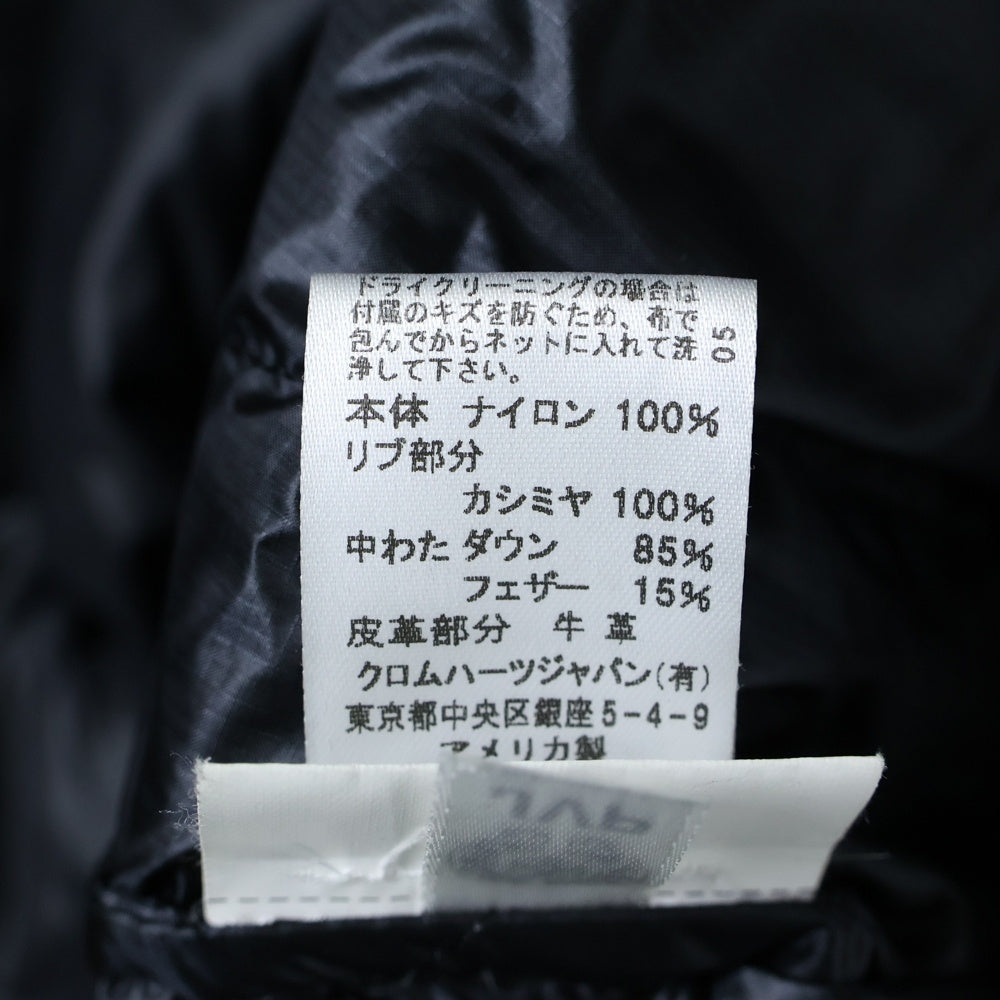 ドライクリーニングの場合は
付属のキズを防ぐため、布で
包んでからネットに入れて洗
浄して下さい。
05
本体 ナイロン 100%
リブ部分
カシミヤ 100%
中わた ダウン 85%
フェザー 15%
皮革部分 牛革
クロムハーツジャパン(有)
東京都中央区銀座5-4-9
アメリカ製